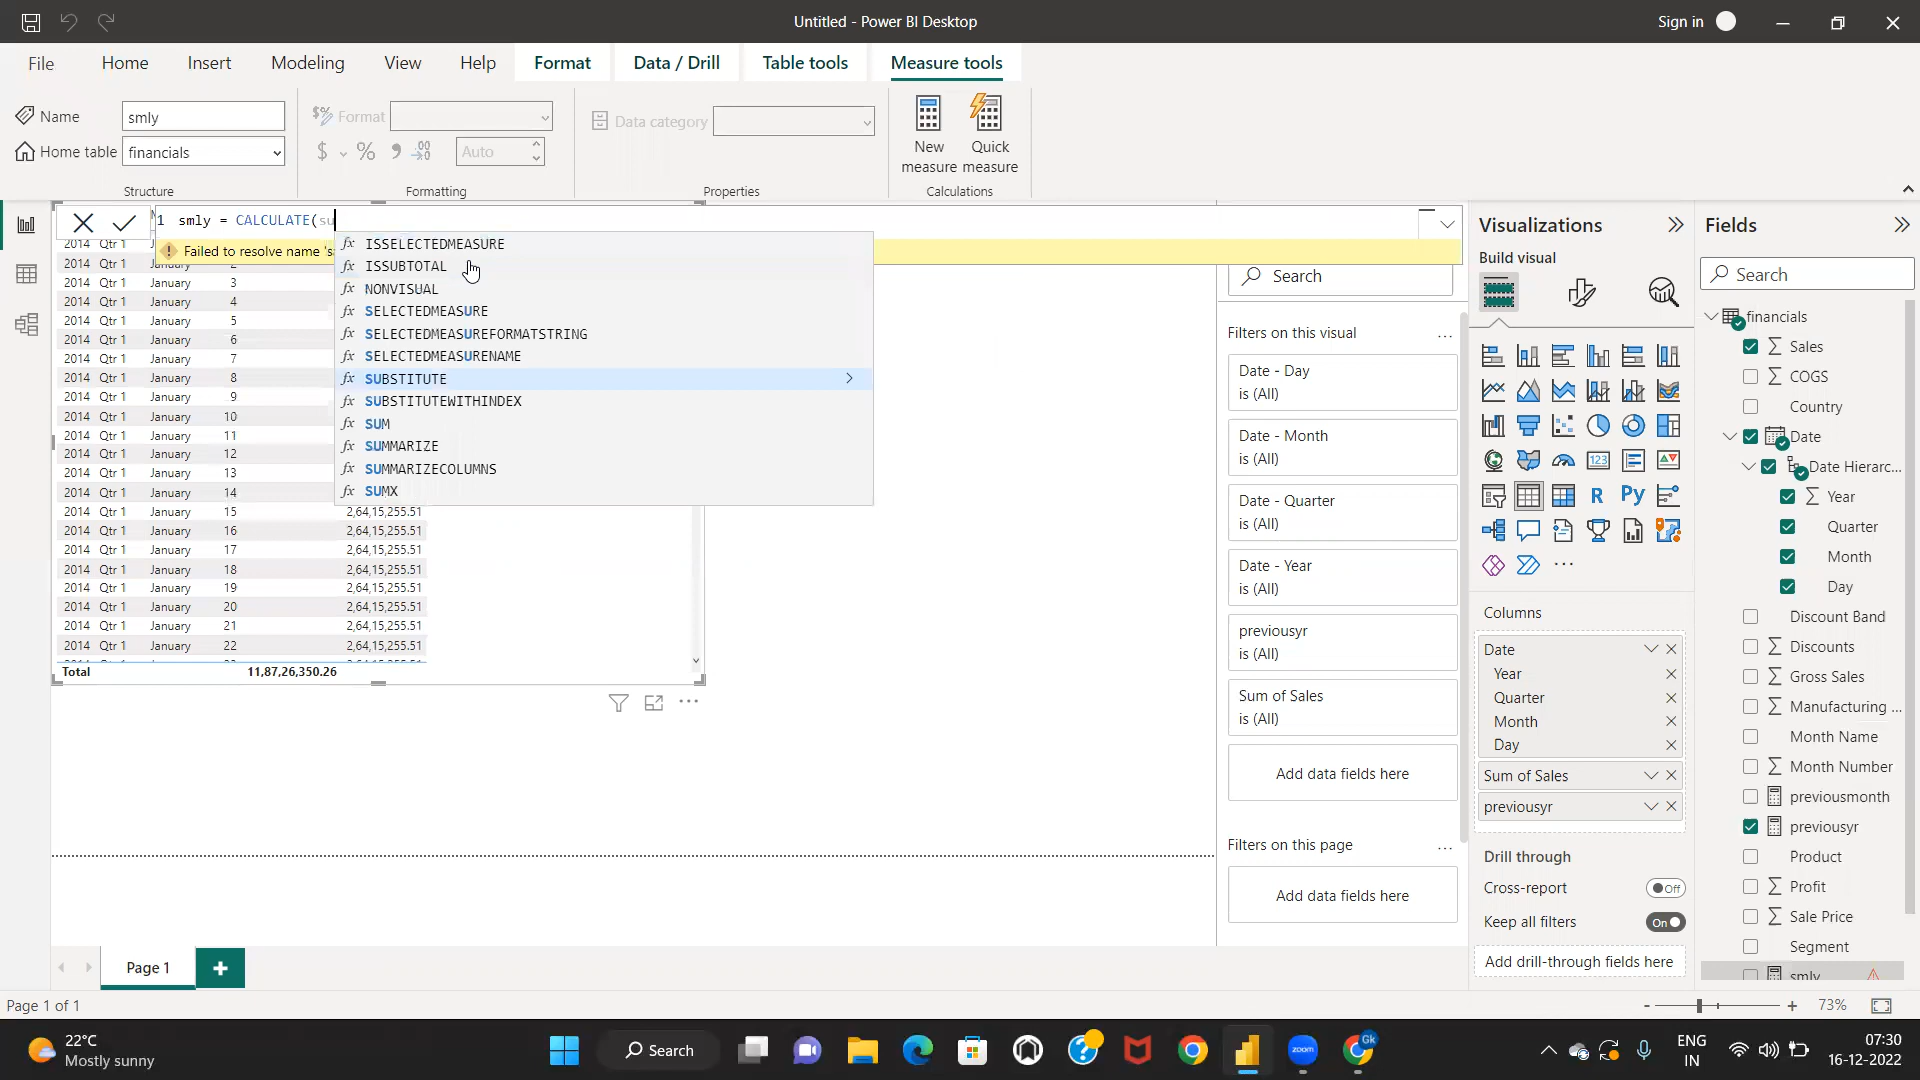 Untitled - Power BI Desktop
Sign in
File Home Insert Modeling View Help Format Data / Drill Table tools Measure tools
Name smly
Home table financials
Structure
Format
$ % , .00
Auto
Formatting
Data category
Properties
New measure
Quick measure
Calculations
1 smly = CALCULATE(su
Failed to resolve name 's
ISSELECTEDMEASURE
ISSUBTOTAL
NONVISUAL
SELECTEDMEASURE
SELECTEDMEASUREFORMATSTRING
SELECTEDMEASURENAME
SUBSTITUTE
SUBSTITUTEWITHINDEX
SUM
SUMMARIZE
SUMMARIZECOLUMNS
SUMX
2014 Qtr 1 January
2014 Qtr 1 January 2
2014 Qtr 1 January 3
2014 Qtr 1 January 4
2014 Qtr 1 January 5
2014 Qtr 1 January 6
2014 Qtr 1 January 7
2014 Qtr 1 January 8
2014 Qtr 1 January 9
2014 Qtr 1 January 10
2014 Qtr 1 January 11
2014 Qtr 1 January 12
2014 Qtr 1 January 13
2014 Qtr 1 January 14
2014 Qtr 1 January 15 2,64,15,255.51
2014 Qtr 1 January 16 2,64,15,255.51
2014 Qtr 1 January 17 2,64,15,255.51
2014 Qtr 1 January 18 2,64,15,255.51
2014 Qtr 1 January 19 2,64,15,255.51
2014 Qtr 1 January 20 2,64,15,255.51
2014 Qtr 1 January 21 2,64,15,255.51
2014 Qtr 1 January 22 2,64,15,255.51
Total 11,87,26,350.26
Search
Filters on this visual ...
Date - Day
is (All)
Date - Month
is (All)
Date - Quarter
is (All)
Date - Year
is (All)
previousyr
is (All)
Sum of Sales
is (All)
Add data fields here
Filters on this page ...
Add data fields here
Visualizations
Build visual
R Py
123
Columns
Date
Year
Quarter
Month
Day
Sum of Sales
previousyr
Drill through
Cross-report Off
Keep all filters On
Add drill-through fields here
Fields
Search
financials
Sales
COGS
Country
Date
Date Hierarc...
Year
Quarter
Month
Day
Discount Band
Discounts
Gross Sales
Manufacturing ...
Month Name
Month Number
previousmonth
previousyr
Product
Profit
Sale Price
Segment
smly
Page 1
Page 1 of 1
- + 73%
22°C
Mostly sunny
Search
zoom
Gk
ENG
IN
07:30
16-12-2022